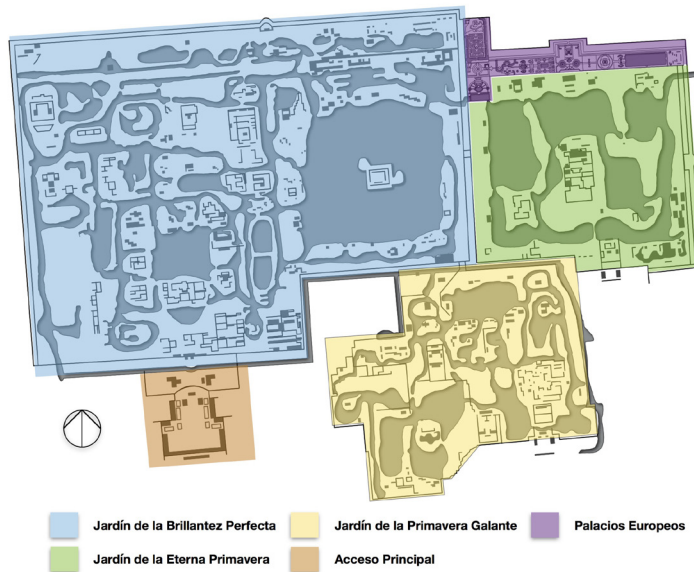 Jardín de la Brillantez Perfecta
Jardín de la Primavera Galante
Palacios Europeos
Jardín de la Eterna Primavera
Acceso Principal